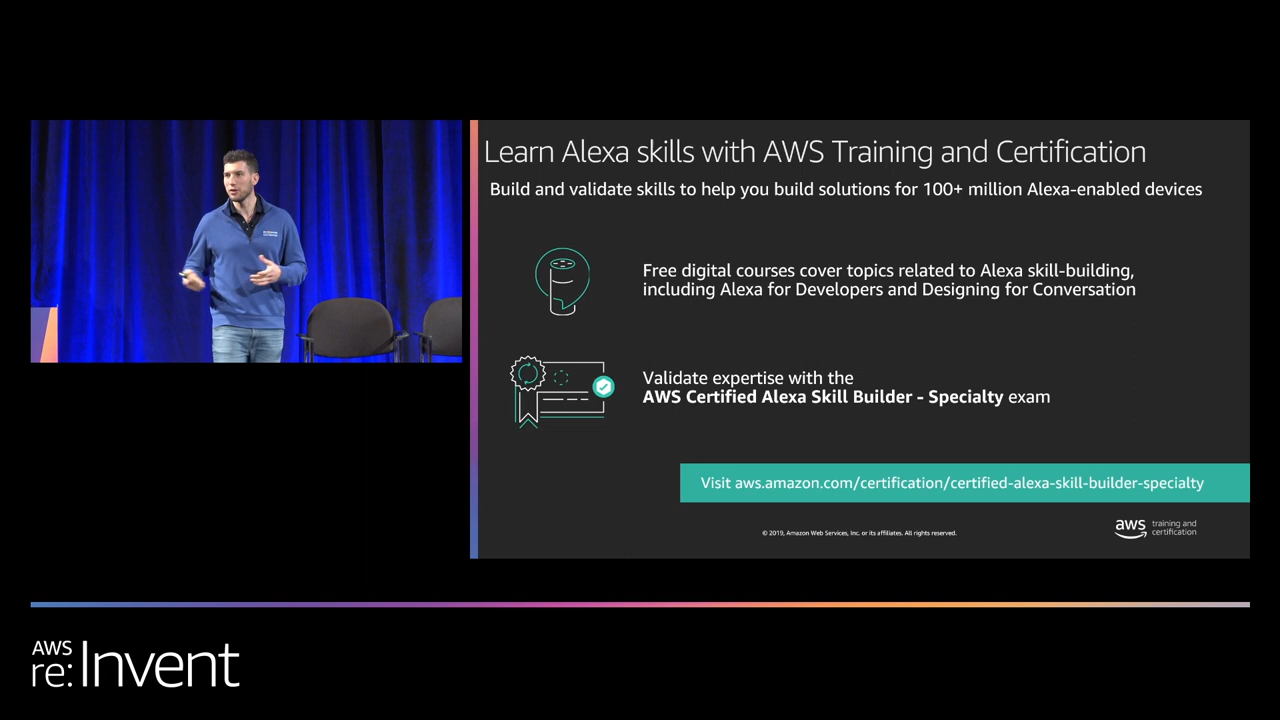 Learn Alexa skills with AWS Training and Certification
Build and validate skills to help you build solutions for 100+ million Alexa-enabled devices
Free digital courses cover topics related to Alexa skill-building,
including Alexa for Developers and Designing for Conversation
Validate expertise with the
AWS Certified Alexa Skill Builder - Specialty exam
Visit aws.amazon.com/certification/certified-alexa-skill-builder-specialty
© 2019, Amazon Web Services, Inc. or its affiliates. All rights reserved.
aws training and
certification
AWS
re:Invent